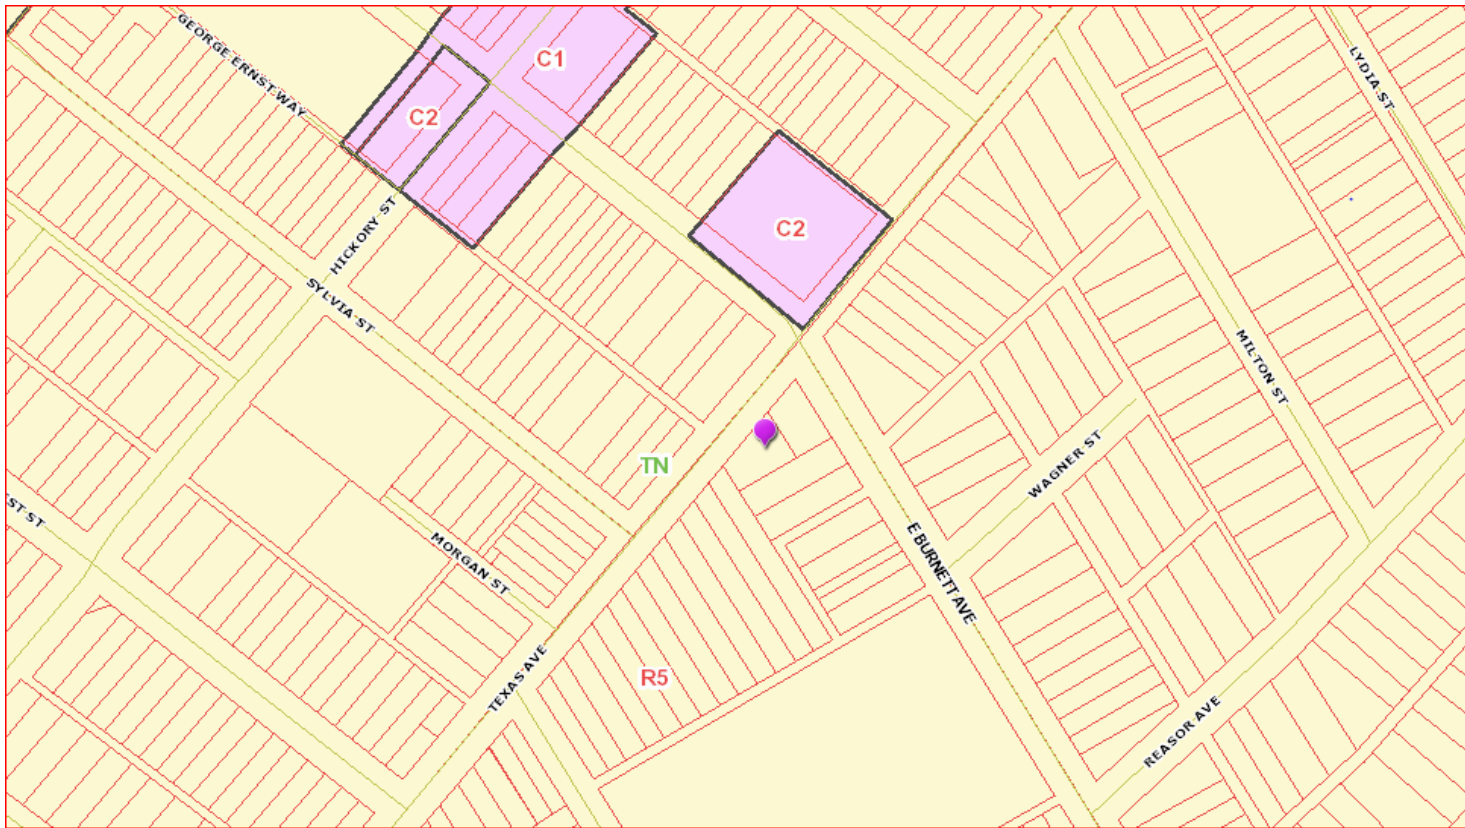 GEORGE ERNST WAY
C1
LYDIA ST
C2
C2
HICKORY ST
SYLVIA ST
MILTON ST
TN
WAGNER ST
ST ST
MORGAN ST
E BURNETT AVE
TEXAS AVE
R5
REASOR AVE